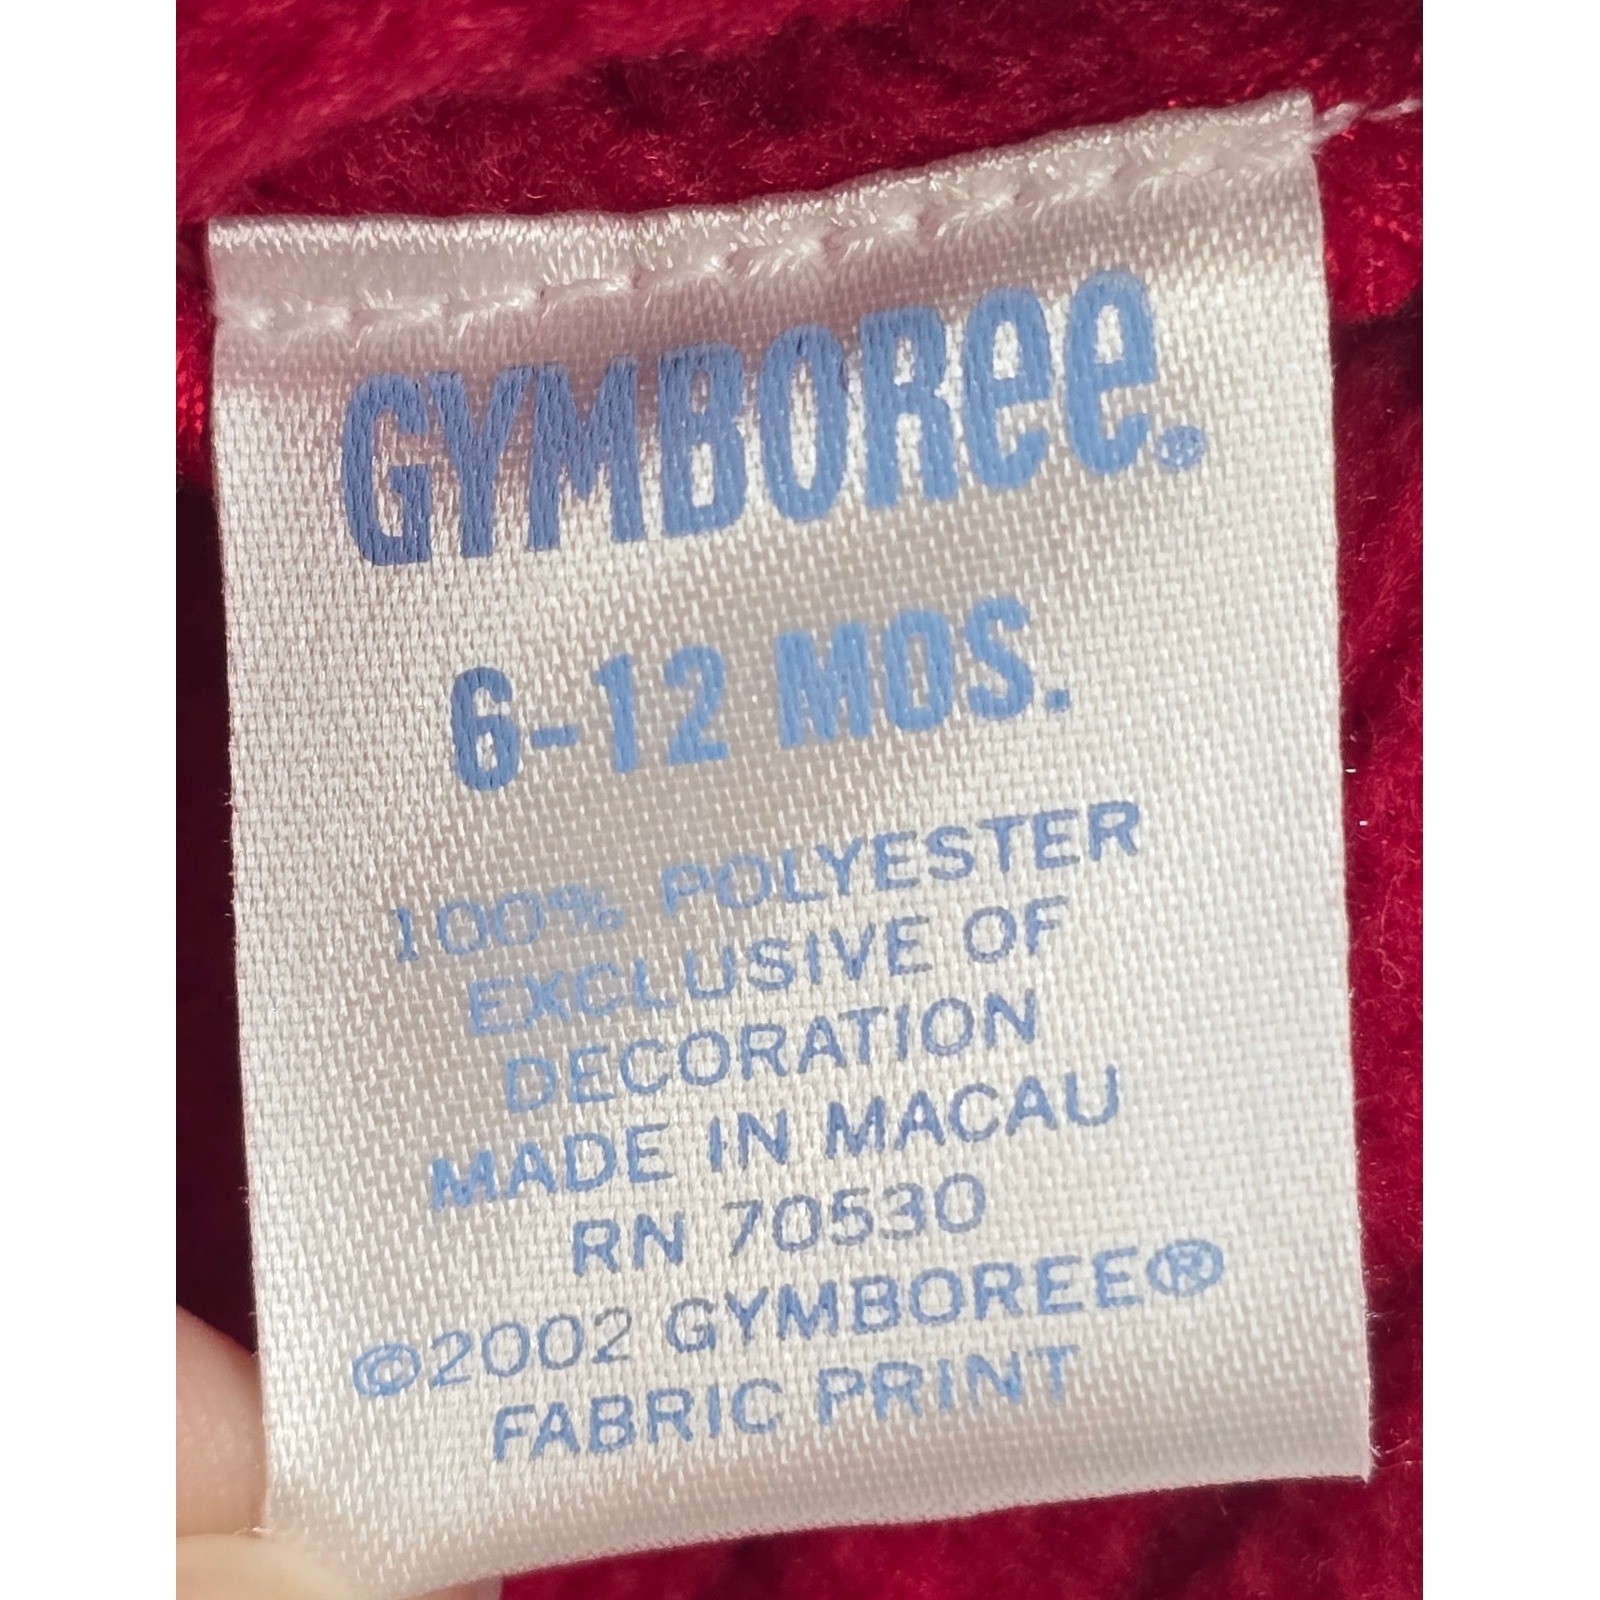 GYMBOREE®
6-12 MOS.
100% POLYESTER
EXCLUSIVE OF
DECORATION
MADE IN MACAU
RN 70530
©2002 GYMBOREE®
FABRIC PRINT